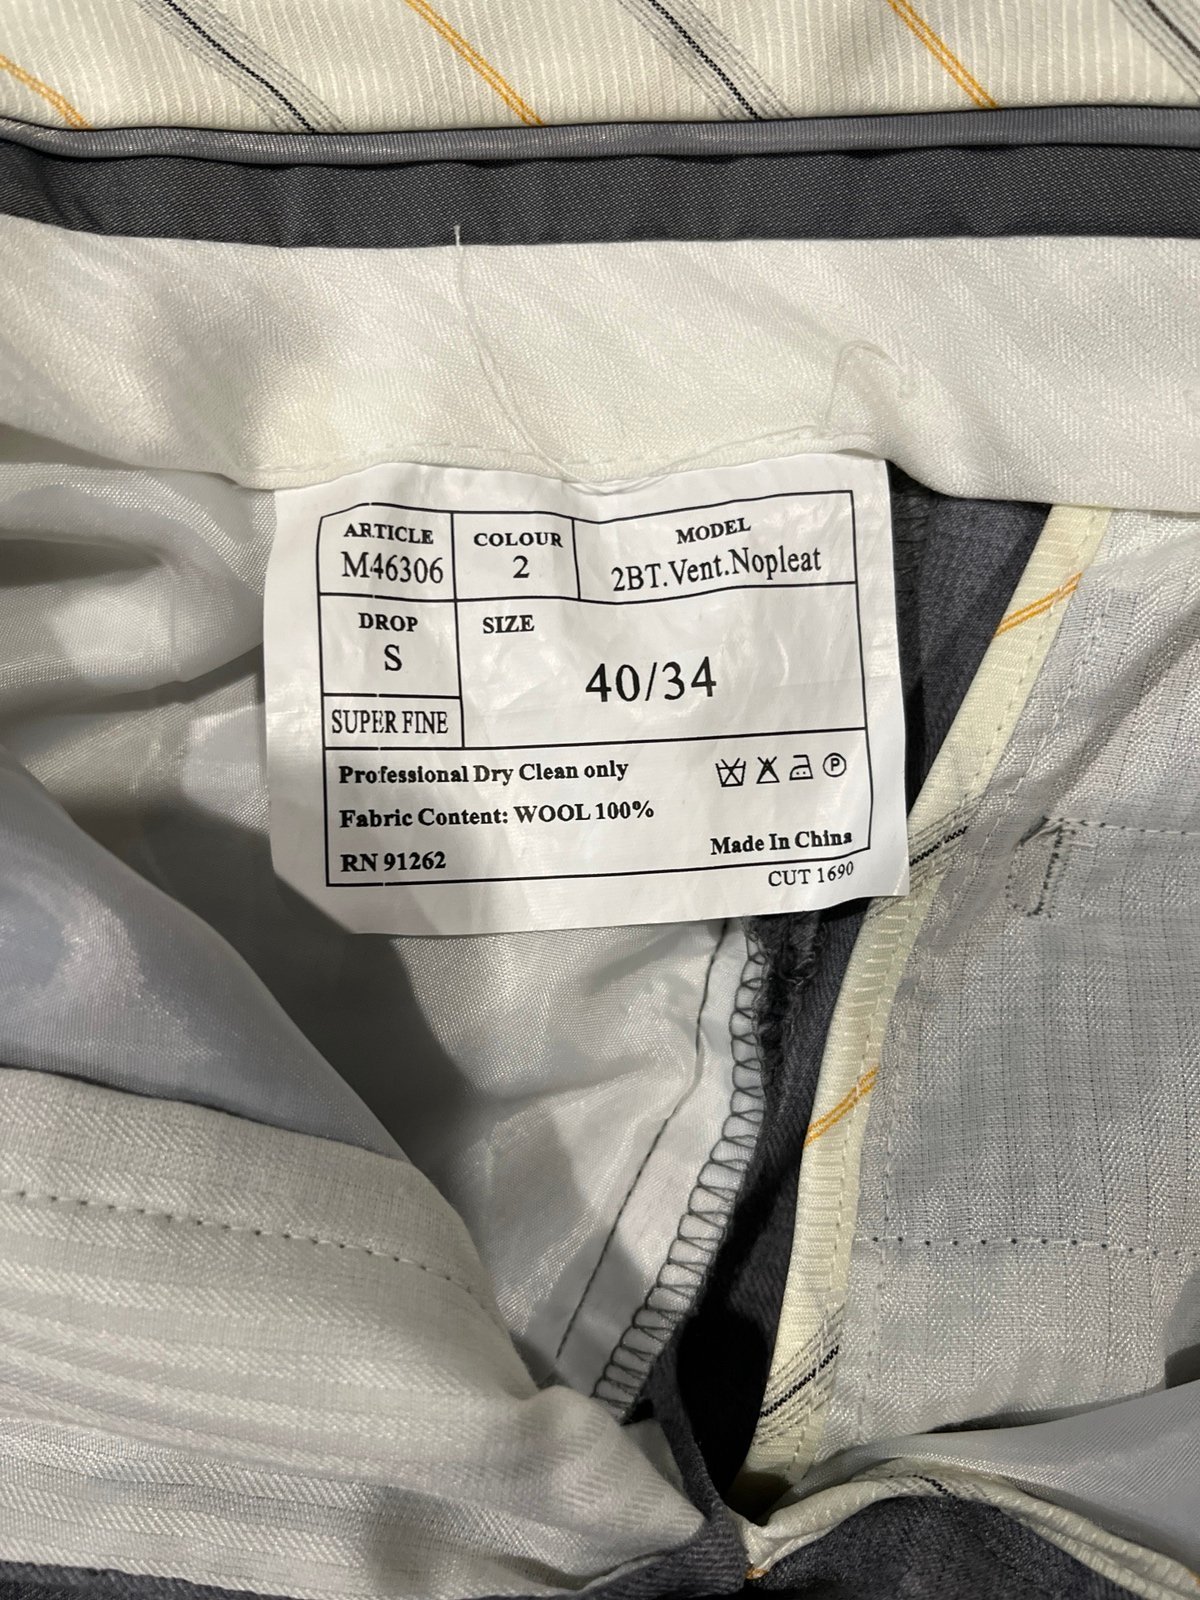 ARTICLE
M46306
COLOUR
2
MODEL
2BT.Vent.Nopleat
DROP
S
SIZE
40/34
SUPER FINE
Professional Dry Clean only
P
Fabric Content: WOOL 100%
RN 91262
Made In China
CUT 1690